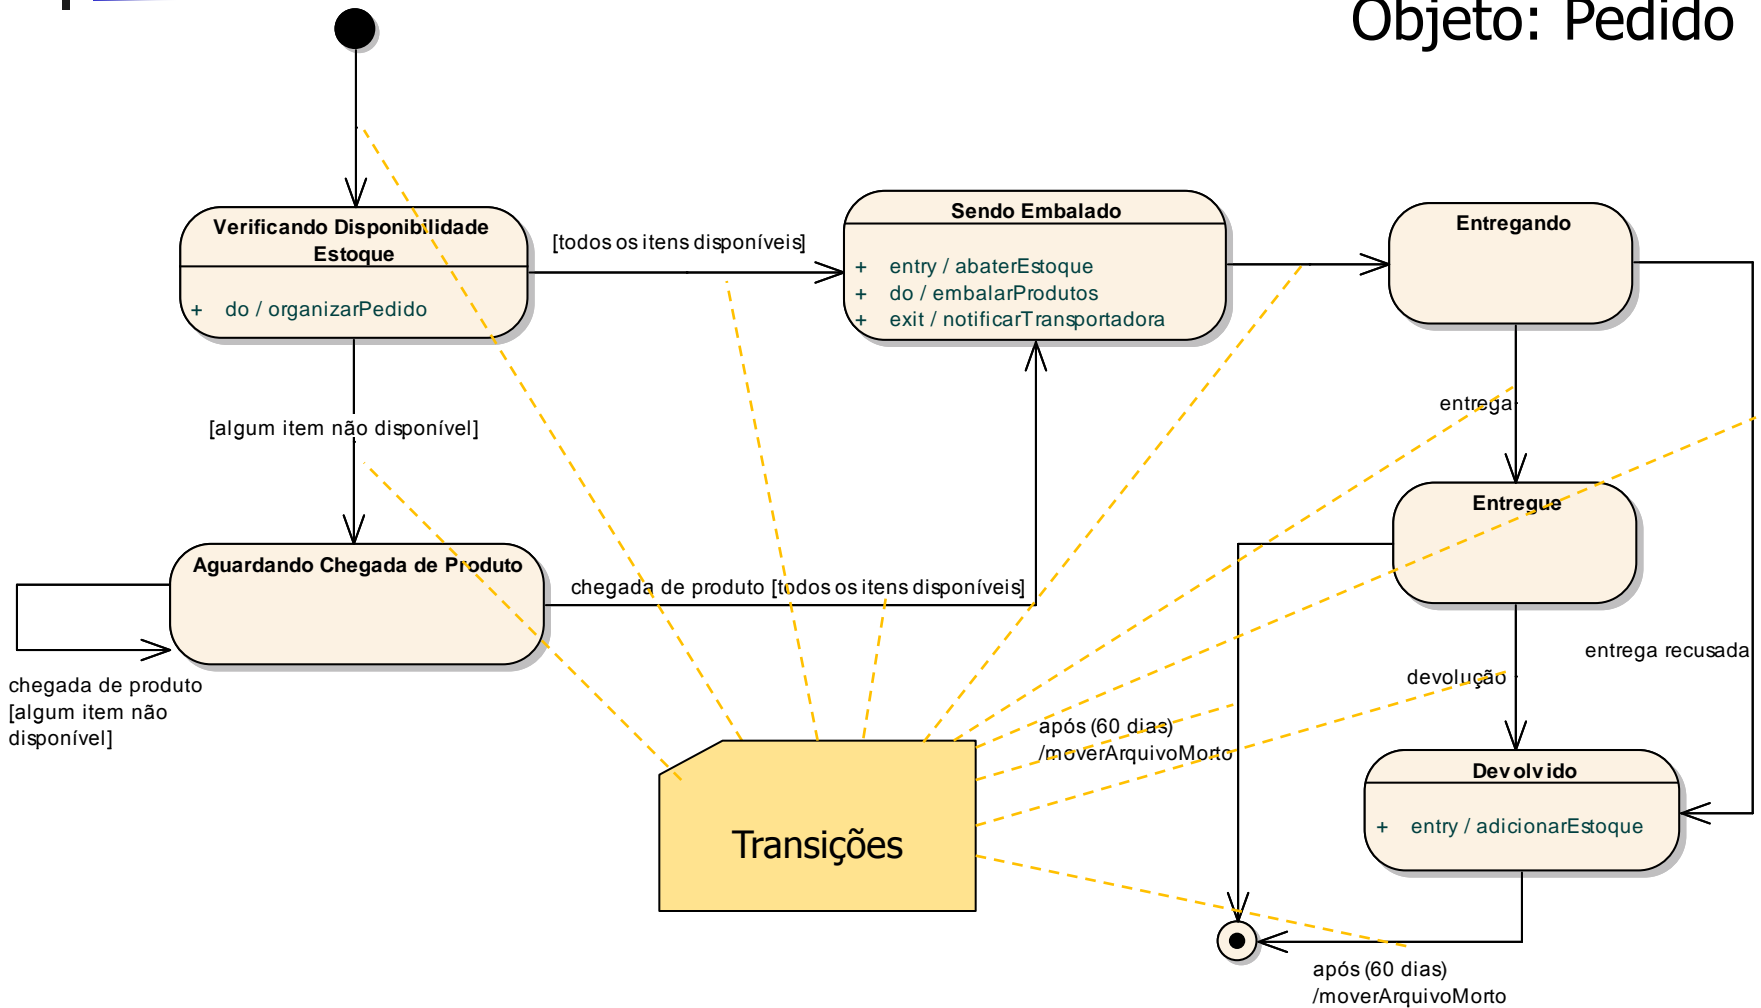 Objeto: Pedido
Verificando Disponibilidade
Estoque
+ do / organizarPedido
[todos os itens disponíveis]
Sendo Embalado
+ entry / abaterEstoque
+ do / embalarProdutos
+ exit / notificarTransportadora
Entregando
[algum item não disponível]
entrega
Entregue
Aguardando Chegada de Produto
chegada de produto [todos os itens disponíveis]
chegada de produto
[algum item não
disponível]
entrega recusada
devolução
após (60 dias)
/moverArquivoMorto
Devolvido
+ entry / adicionarEstoque
Transições
após (60 dias)
/moverArquivoMorto